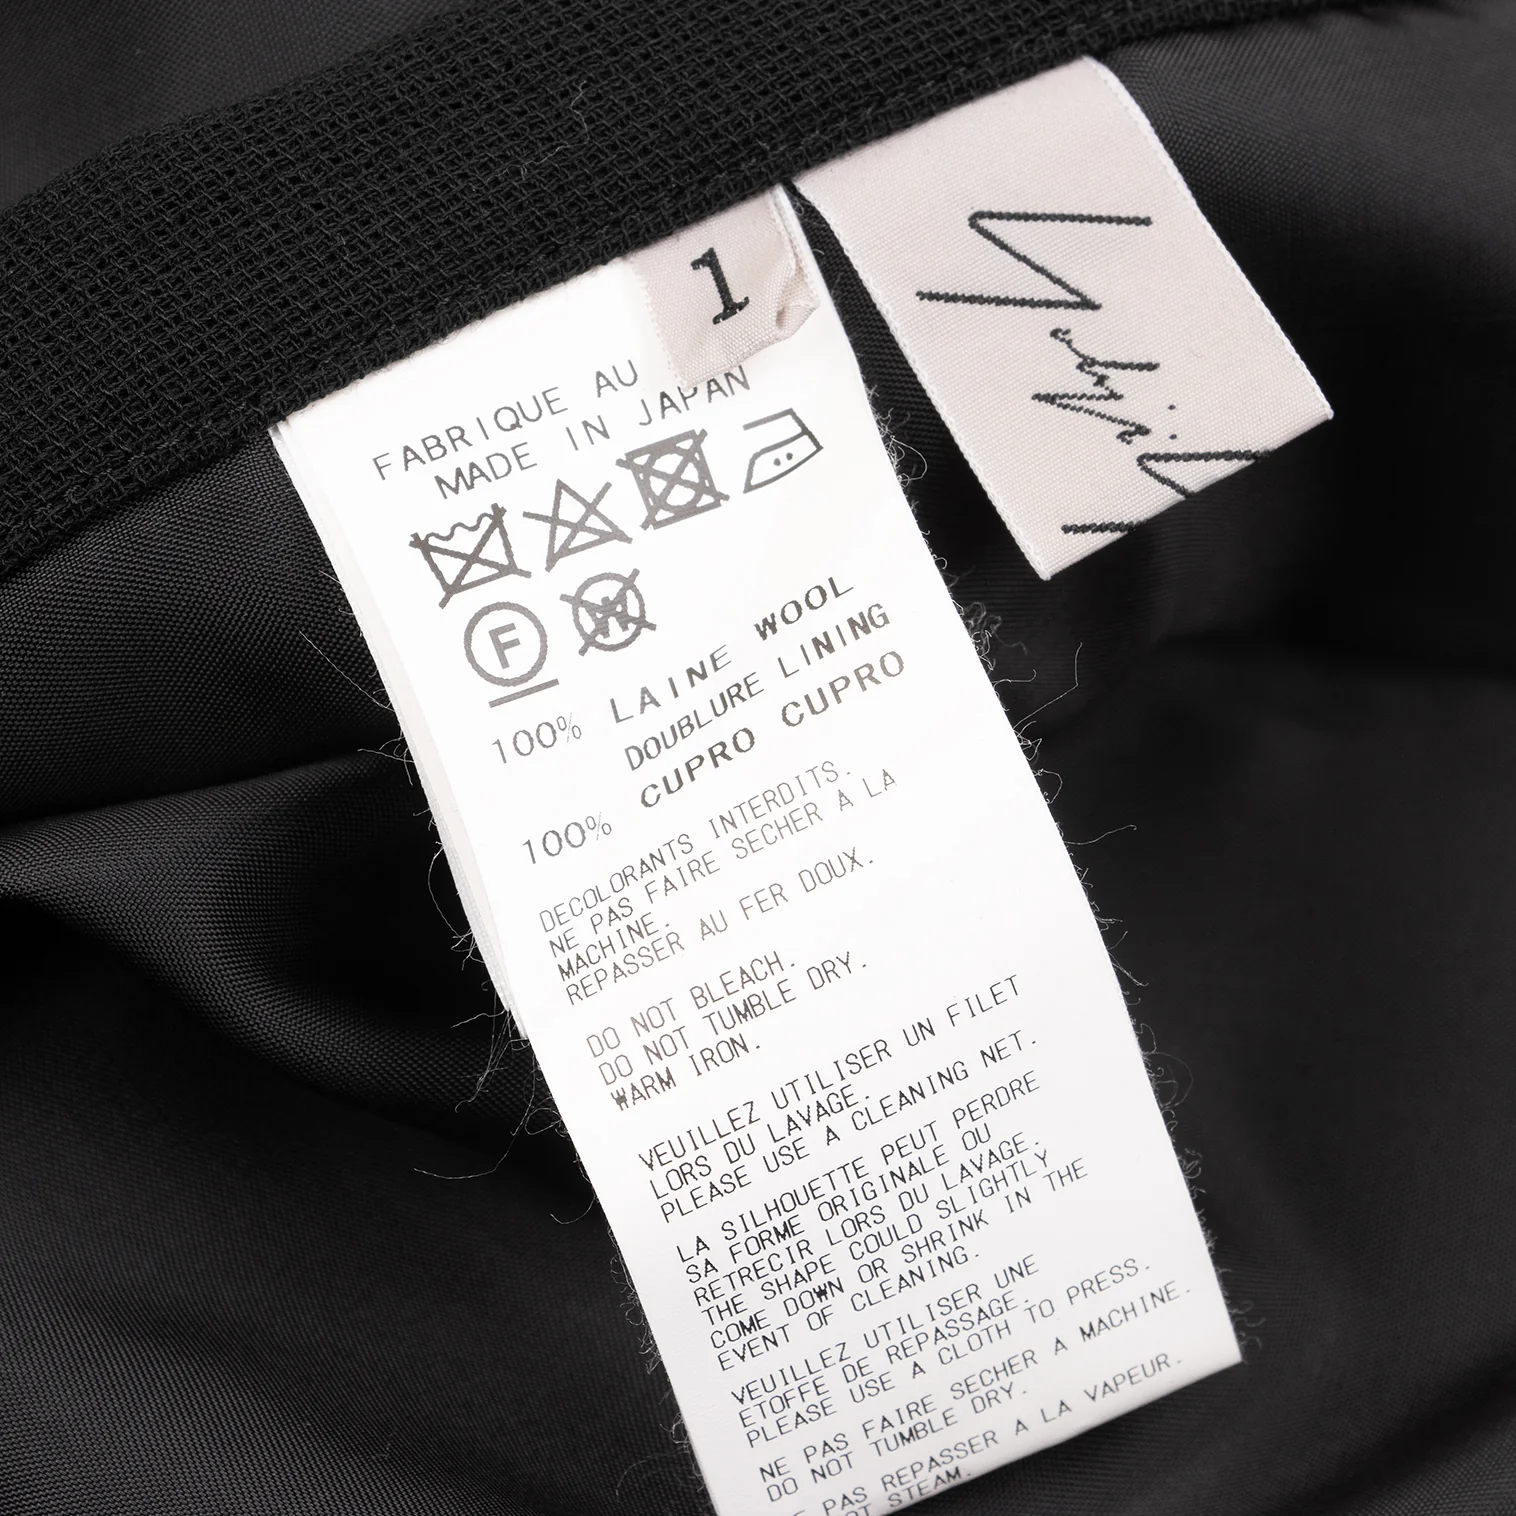 1
FABRIQUE AU
MADE IN JAPAN
F
W
100% LAINE WOOL
DOUBLURE LINING
100% CUPRO CUPRO
DECOLORANTS INTERDITS.
NE PAS FAIRE SECHER A LA
MACHINE.
REPASSER AU FER DOUX.
DO NOT BLEACH.
DO NOT TUMBLE DRY.
WARM IRON.
VEUILLEZ UTILISER UN FILET
LORS DU LAVAGE.
PLEASE USE A CLEANING NET.
LA SILHOUETTE PEUT PERDRE
SA FORME ORIGINALE OU
RETRECIR LORS DU LAVAGE.
THE SHAPE COULD SLIGHTLY
COME DOWN OR SHRINK IN THE
EVENT OF CLEANING.
VEUILLEZ UTILISER UNE
ETOFFE DE REPASSAGE.
PLEASE USE A CLOTH TO PRESS.
NE PAS FAIRE SECHER A MACHINE.
DO NOT TUMBLE DRY.
PAS REPASSER A LA VAPEUR.
STEAM.